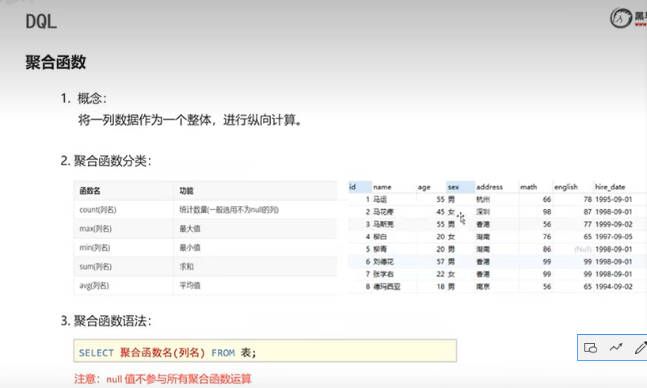 DQL
聚合函数
1. 概念：
将一列数据作为一个整体，进行纵向计算。
2. 聚合函数分类：
函数名 功能
count(列名) 统计数量(一般选用不为null的列)
max(列名) 最大值
min(列名) 最小值
sum(列名) 求和
avg(列名) 平均值
id name age sex address math english hire_date
1 马运 55 男 杭州 66 78 1995-09-01
2 马花疼 45 女 深圳 98 87 1998-09-01
3 马斯克 55 男 香港 56 77 1999-09-02
4 柳白 20 女 湖南 76 65 1997-09-05
5 柳青 20 男 湖南 86 (Null) 1998-09-01
6 刘德花 57 男 香港 99 99 1998-09-01
7 张学右 22 女 香港 99 99 1998-09-01
8 德玛西亚 18 男 南京 56 65 1994-09-02
3. 聚合函数语法：
SELECT 聚合函数名(列名) FROM 表;
注意：null 值不参与所有聚合函数运算